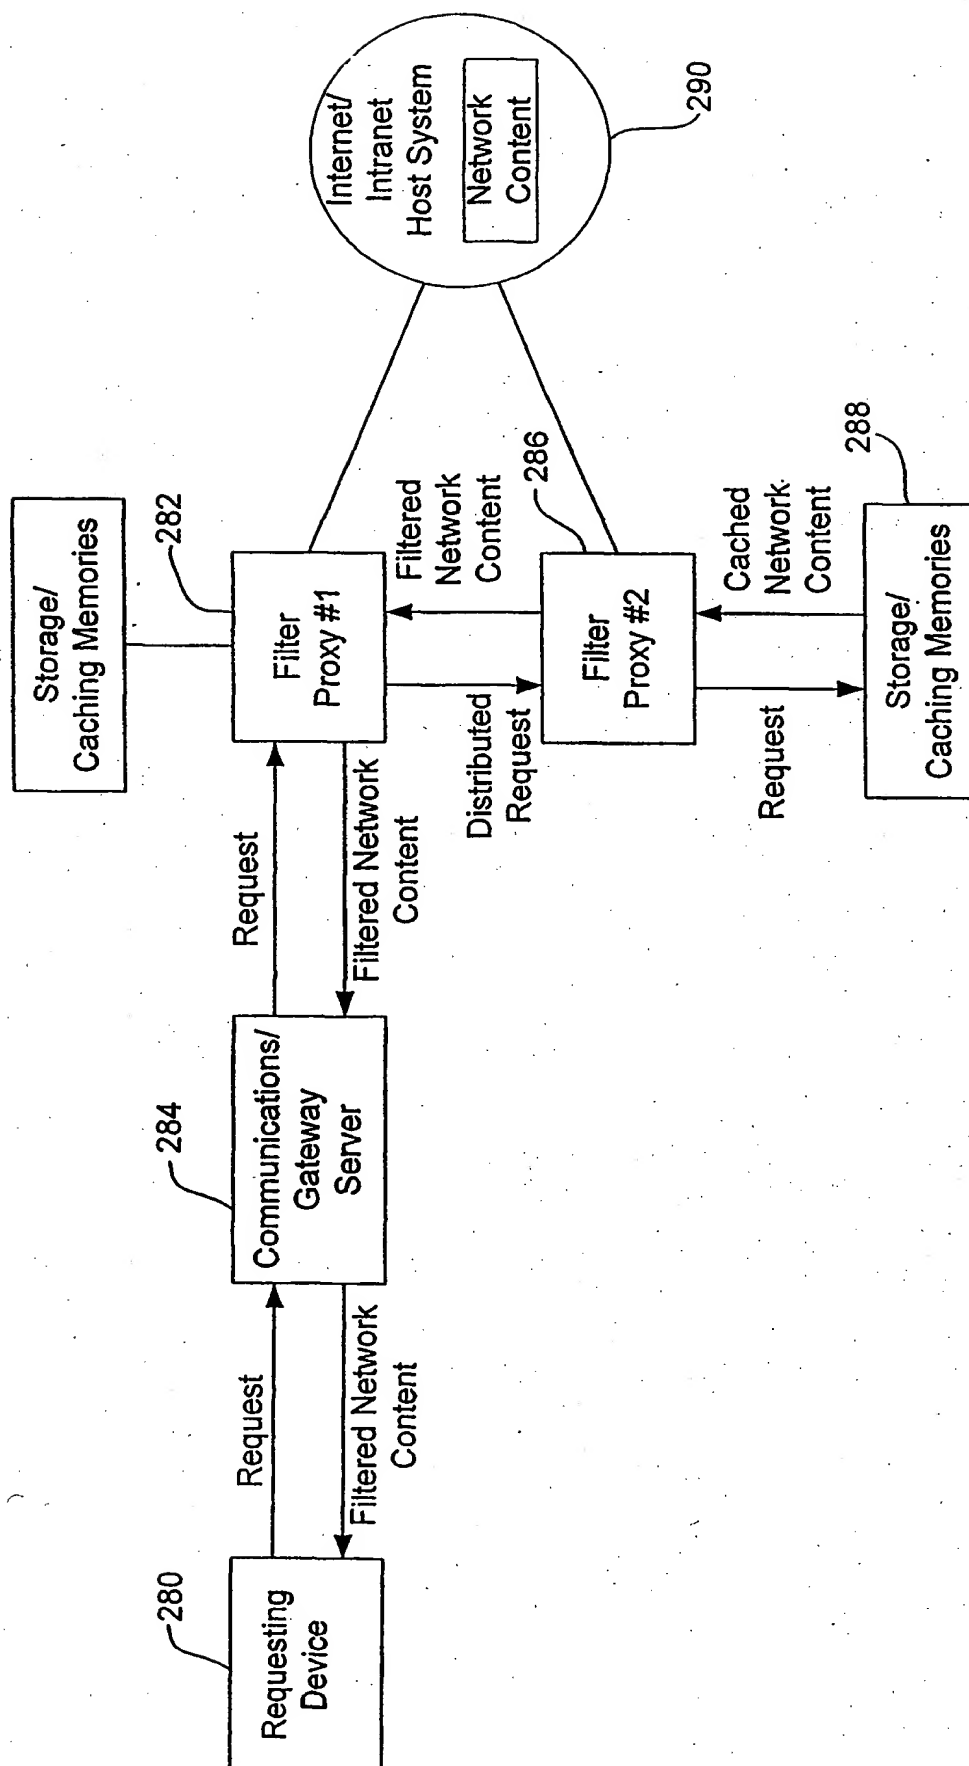 280
Requesting
Device
Request
Filtered Network
Content
284
Communications/
Gateway
Server
Request
Filtered Network
Content
Storage/
Caching Memories
282
Filter
Proxy #1
Distributed
Request
Filtered
Network
Content
286
Filter
Proxy #2
Request
Cached
Network
Content
288
Storage/
Caching Memories
Internet/
Intranet
Host System
Network
Content
290